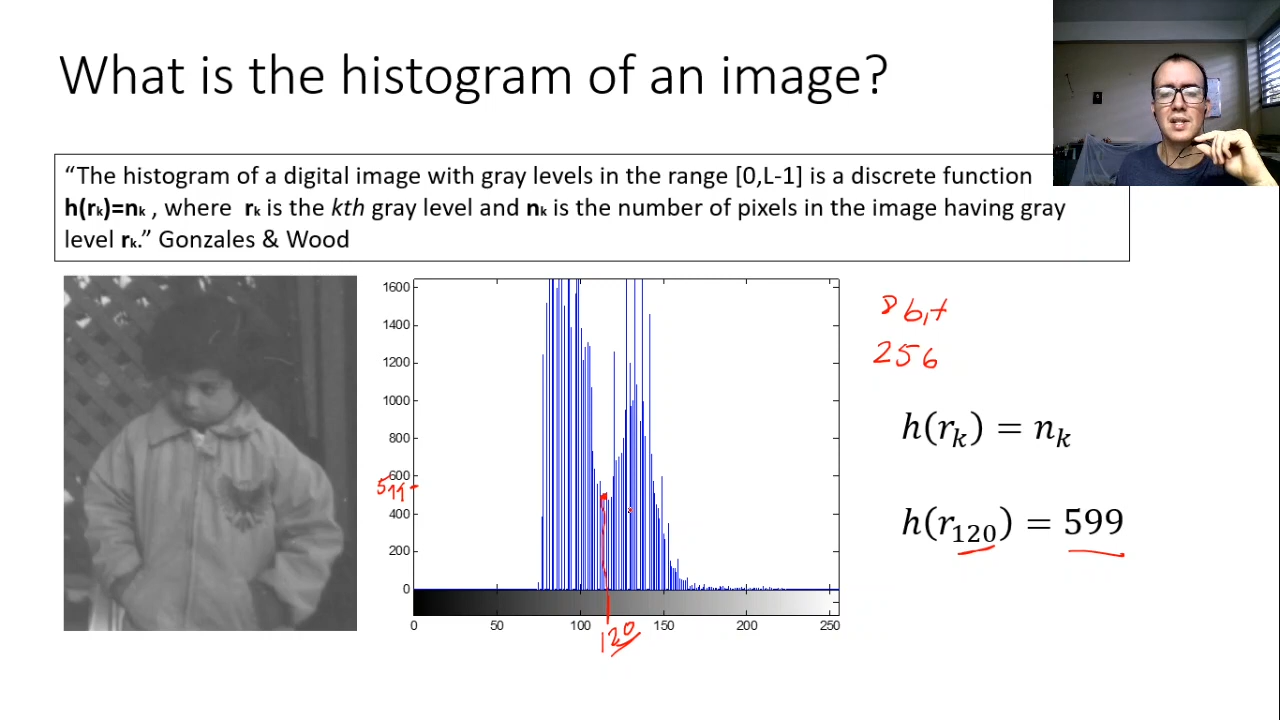 What is the histogram of an image?
“The histogram of a digital image with gray levels in the range [0,L-1] is a discrete function
h(rₖ)=nₖ , where rₖ is the kth gray level and nₖ is the number of pixels in the image having gray
level rₖ.” Gonzales & Wood
1600
1400
1200
1000
800
600
400
200
0
0 50 100 150 200 250
120
8 bit
256
h(rₖ) = nₖ
h(r₁₂₀) = 599